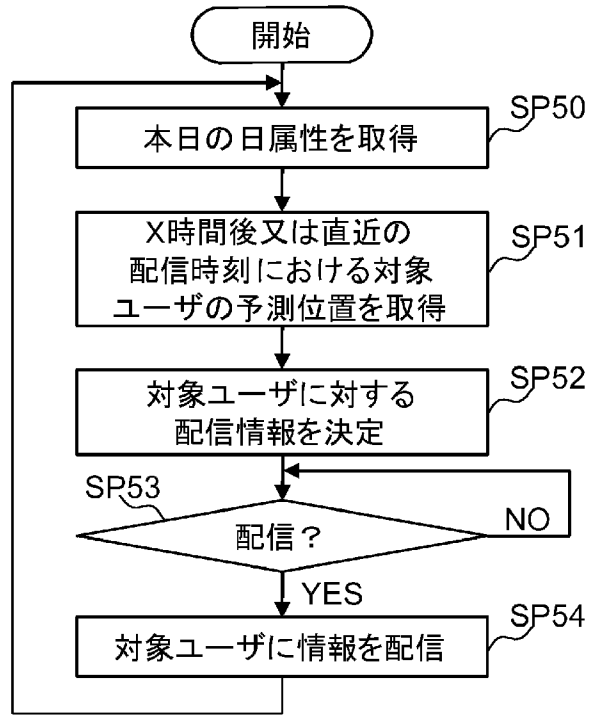 開始
SP50
本日の日属性を取得
SP51
X時間後又は直近の
配信時刻における対象
ユーザの予測位置を取得
SP52
対象ユーザに対する
配信情報を決定
SP53
配信？
NO
YES
SP54
対象ユーザに情報を配信